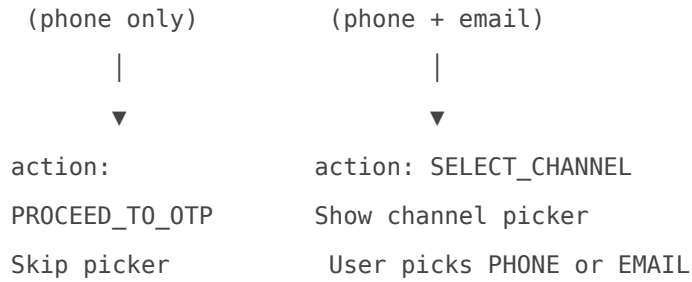 (phone only) (phone + email)
| |
▼ ▼
action: action: SELECT_CHANNEL
PROCEED_TO_OTP Show channel picker
Skip picker User picks PHONE or EMAIL